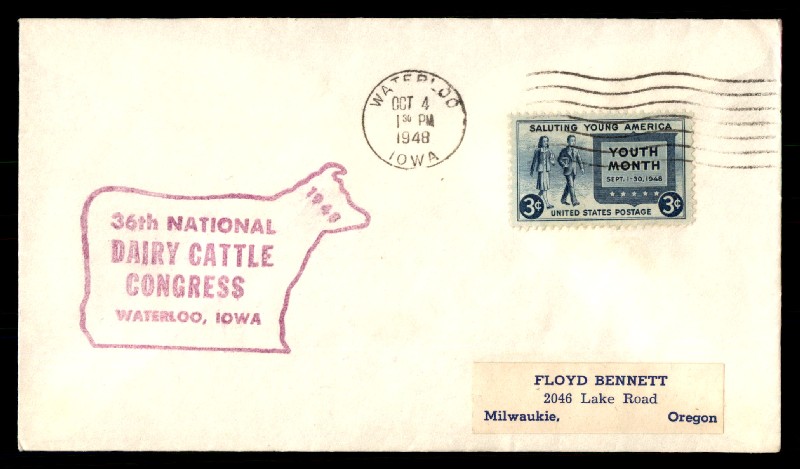 WATERLOO
OCT 4
1 30 PM
1948
IOWA
SALUTING YOUNG AMERICA
YOUTH
MONTH
SEPT. 1-30, 1948
3¢ 3¢
UNITED STATES POSTAGE
1948
36th NATIONAL
DAIRY CATTLE
CONGRESS
WATERLOO, IOWA
FLOYD BENNETT
2046 Lake Road
Milwaukie, Oregon